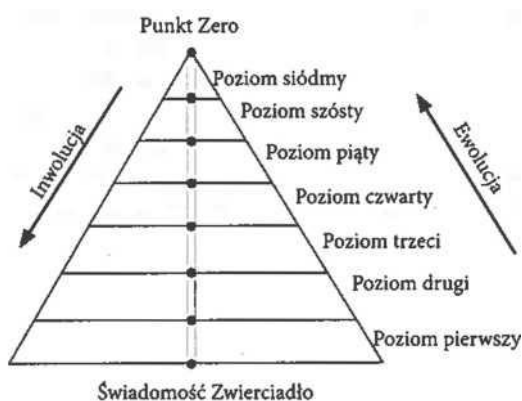 Punkt Zero
Poziom siódmy
Poziom szósty
Poziom piąty
Poziom czwarty
Poziom trzeci
Poziom drugi
Poziom pierwszy
Świadomość Zwierciadło
Inwolucja
Ewolucja